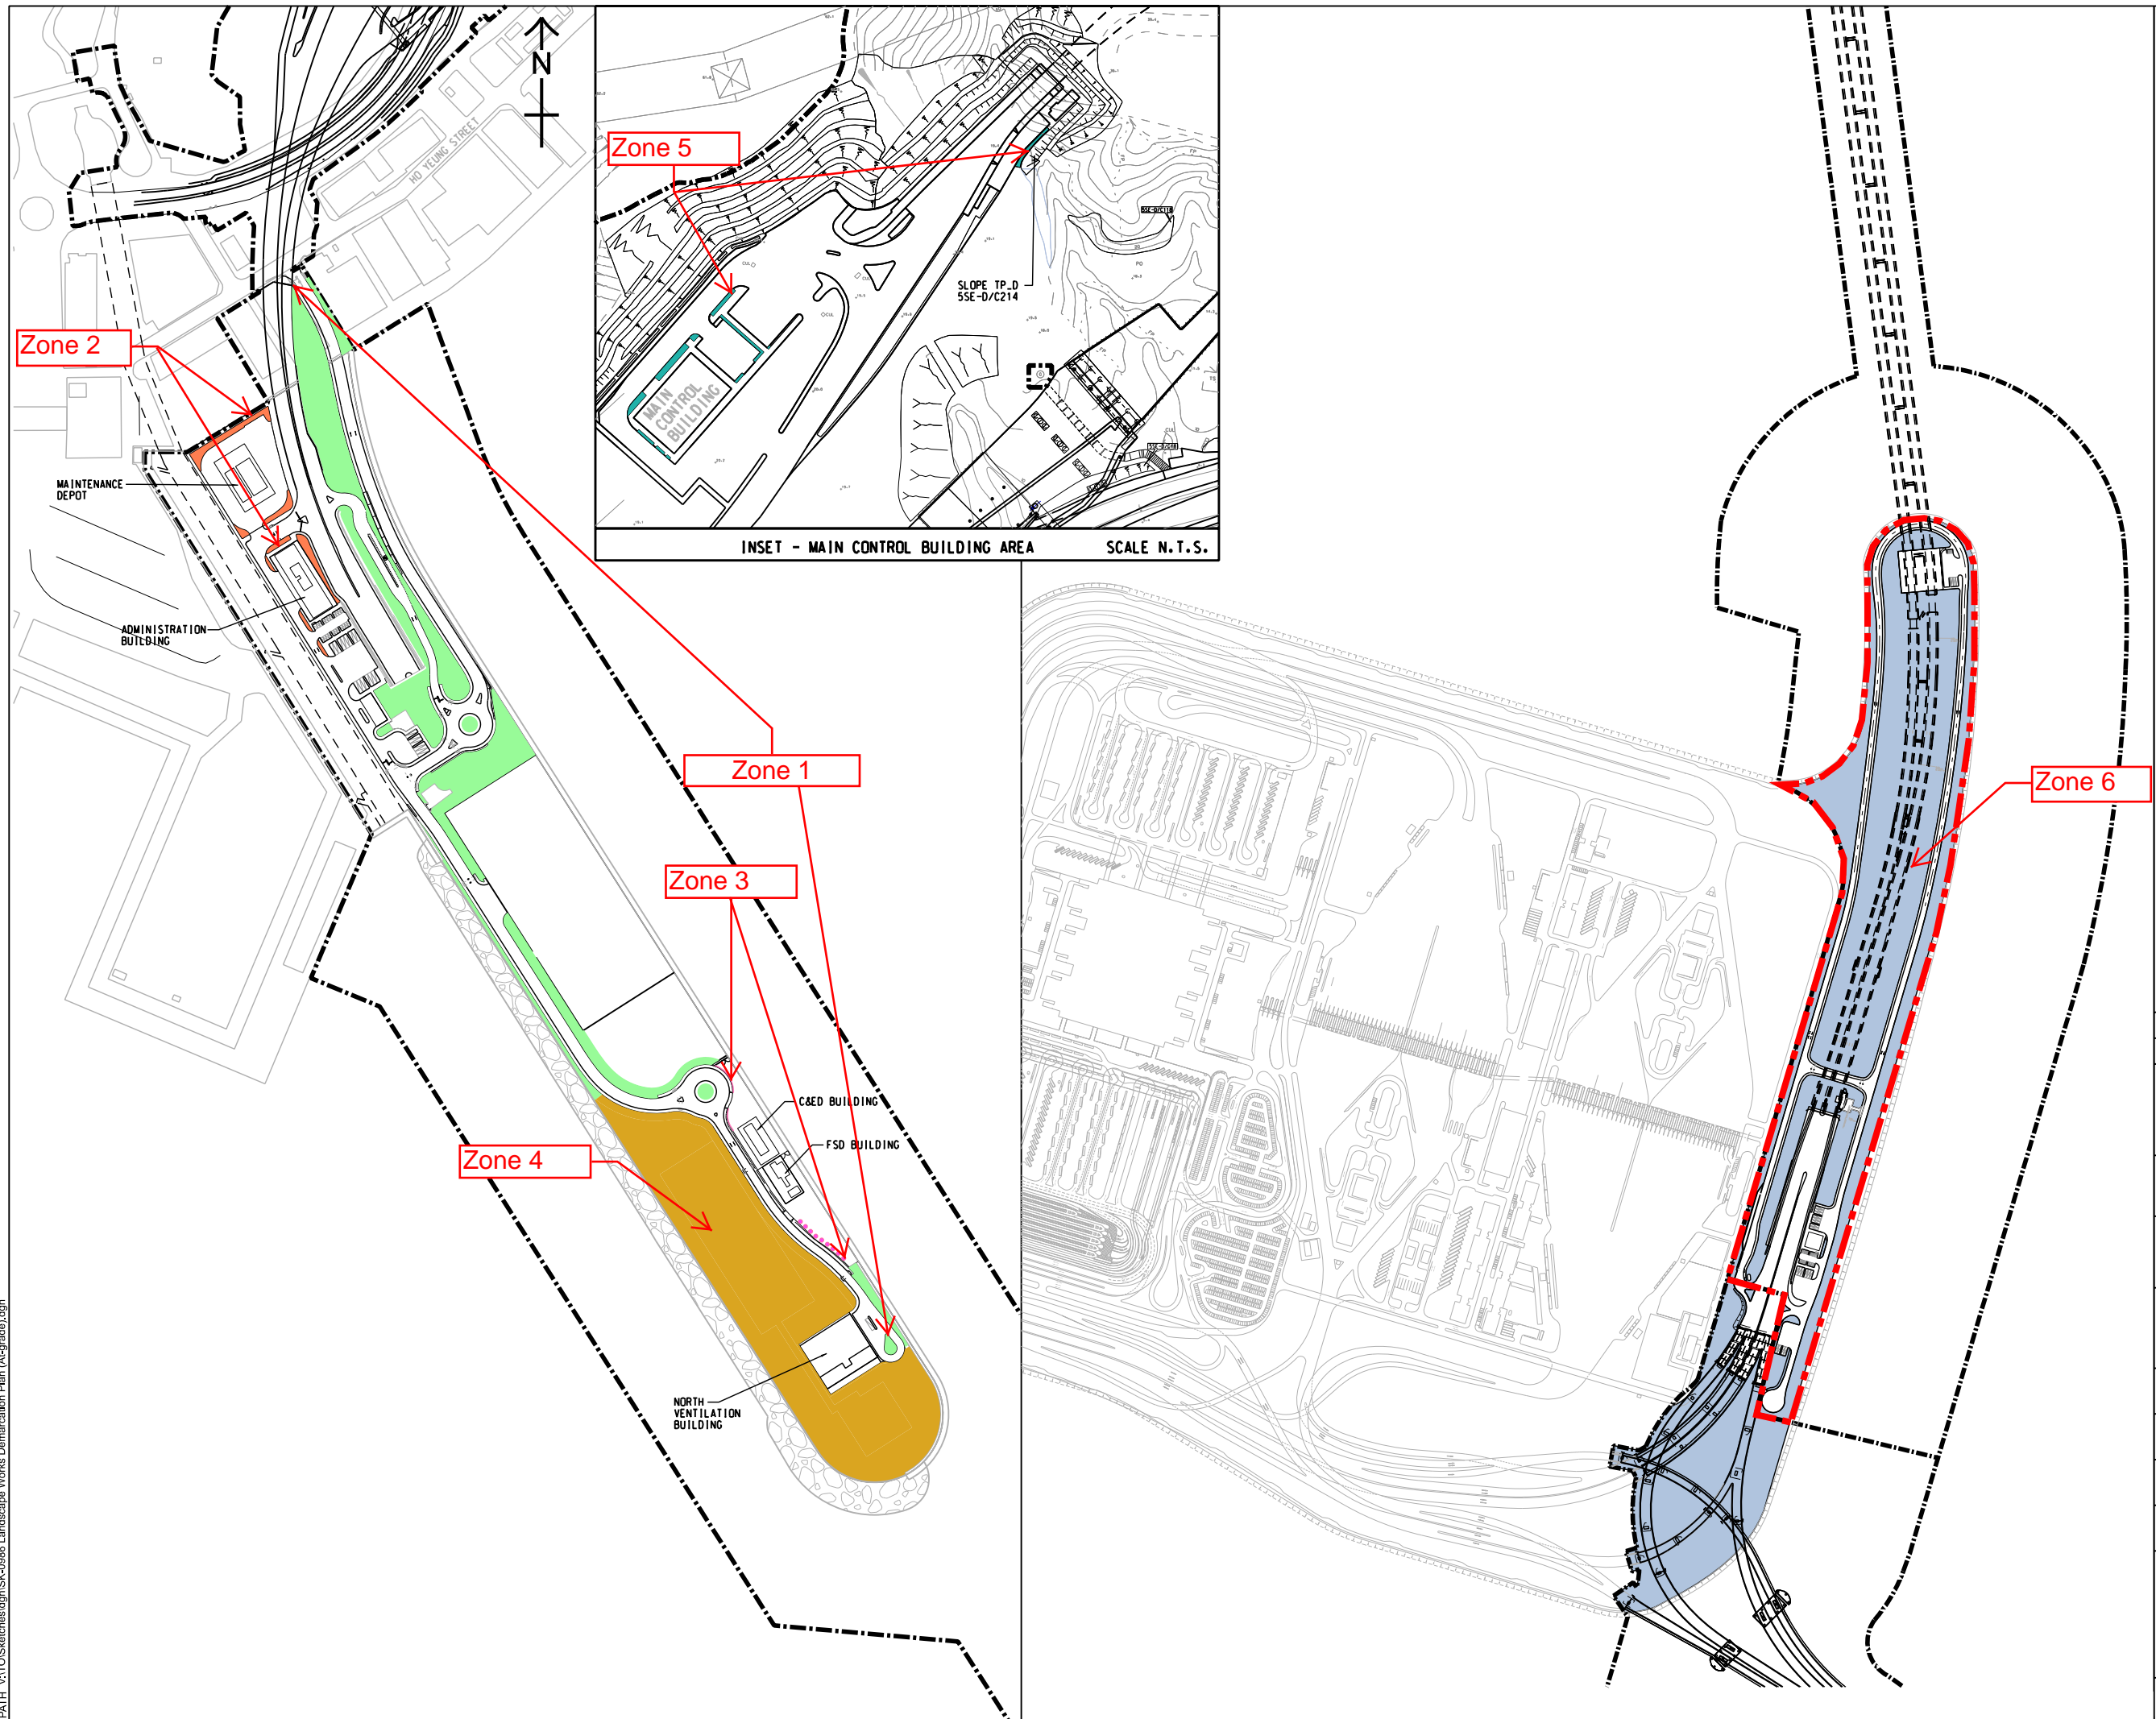 N
HO YEUNG STREET
Zone 5
SLOPE TP_D
5SE-D/C214
MAIN
CONTROL
BUILDING
INSET - MAIN CONTROL BUILDING AREA
SCALE N.T.S.
Zone 2
MAINTENANCE
DEPOT
ADMINISTRATION
BUILDING
Zone 1
Zone 6
Zone 3
C&ED BUILDING
FSD BUILDING
Zone 4
NORTH
VENTILATION
BUILDING